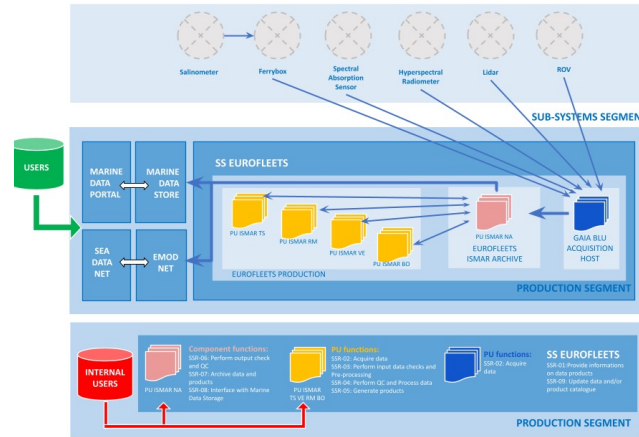 Salinometer
Ferrybox
Spectral
Absorption
Sensor
Hyperspectral
Radiometer
Lidar
ROV
SUB-SYSTEMS SEGMEN
USERS
MARINE
DATA
PORTAL
MARINE
DATA
STORE
SEA
DATA
NET
EMOD
NET
SS EUROFLEETS
PU ISMAR TS
PU ISMAR RM
PU ISMAR VE
PU ISMAR BO
EUROFLEETS PRODUCTION
PU ISMAR NA
EUROFLEETS
ISMAR ARCHIVE
GAIA BLU
ACQUISITION
HOST
PRODUCTION SEGMENT
INTERNAL
USERS
PU ISMAR NA
Component functions:
SSR-06: Perform output check
and QC
SSR-07: Archive data and
products
SSR-08: Interface with Marine
Data Storage
PU ISMAR
TS VE RM BO
PU functions:
SSR-02: Acquire data
SSR-03: Perform input data checks and
Pre-processing
SSR-04: Perform QC and Process data
SSR-05: Generate products
PU functions:
SSR-02: Acquire
data
SS EUROFLEETS
SSR-01: Provide informations
on data products
SSR-09: Update data and/or
product catalogue
PRODUCTION SEGMENT